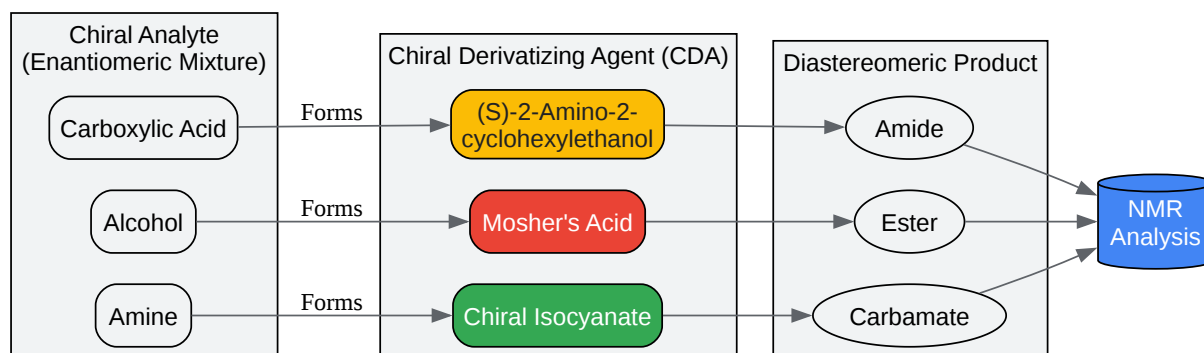 Chiral Analyte
(Enantiomeric Mixture)
Chiral Derivatizing Agent (CDA)
Diastereomeric Product
Carboxylic Acid
Forms
(S)-2-Amino-2-
cyclohexylethanol
Amide
Alcohol
Forms
Mosher's Acid
Ester
NMR
Analysis
Amine
Forms
Chiral Isocyanate
Carbamate